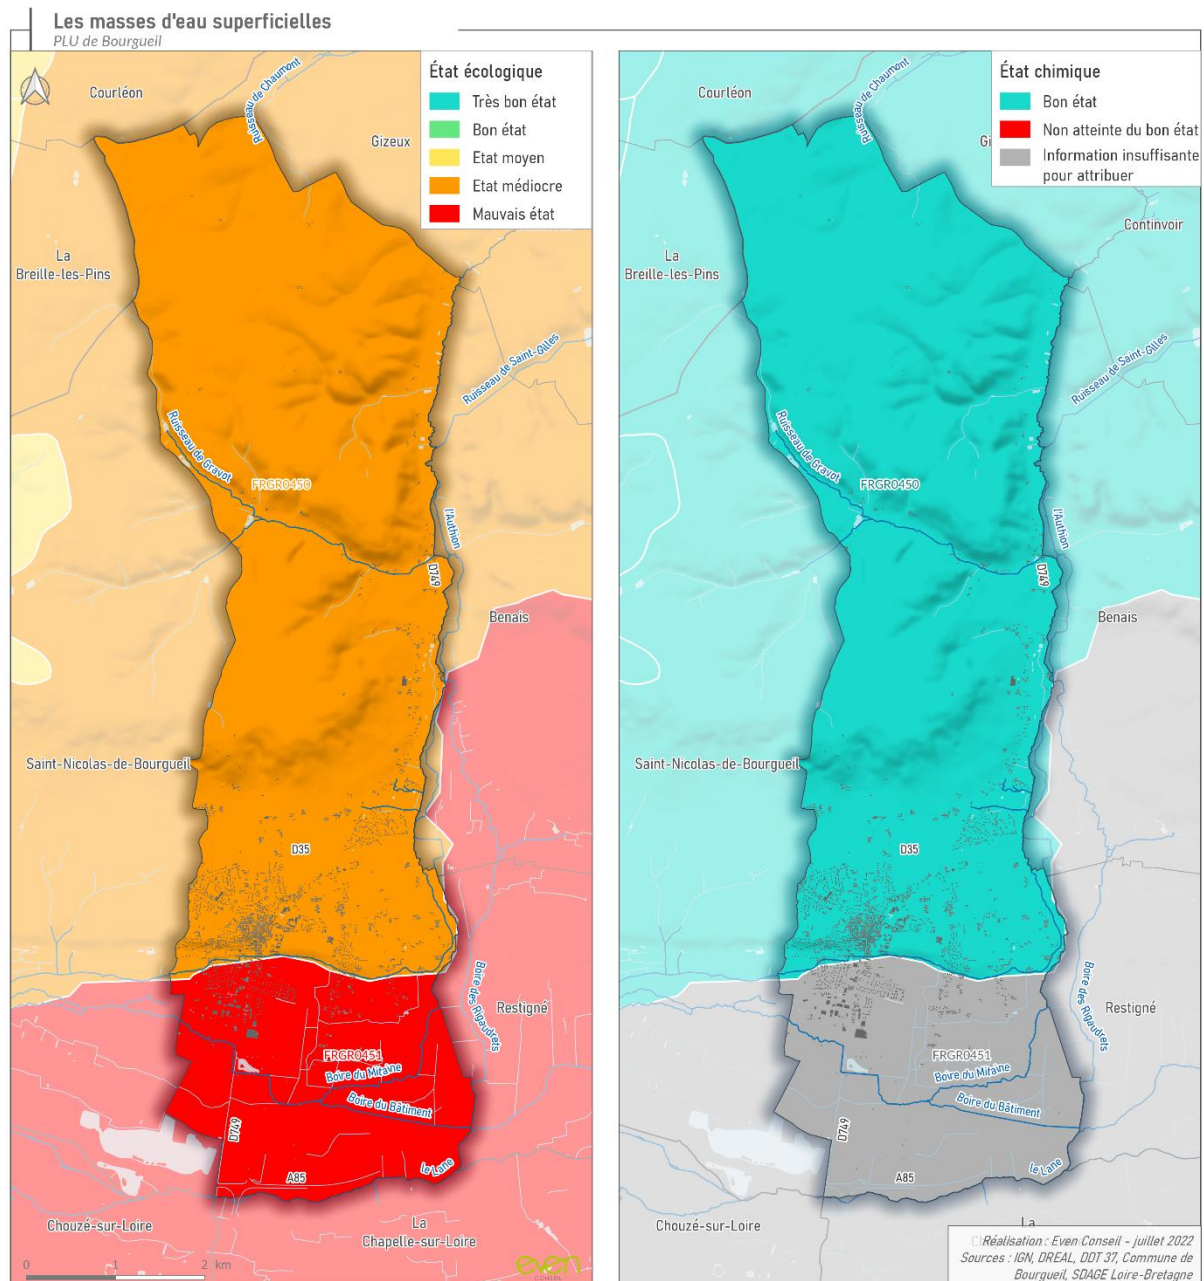 Les masses d'eau superficielles
PLU de Bourgueil
État écologique
Très bon état
Bon état
Etat moyen
Etat médiocre
Mauvais état
Courléon
Ruisseau de Chaumont
Gizeux
La
Breille-les-Pins
Ruisseau de Saint-Gilles
Ruisseau de Gravot
FRGR0450
l'Authion
D749
Benais
Saint-Nicolas-de-Bourgueil
D35
Boire des Rigaudrets
Restigné
FRGR0451
Boire du Mitaine
Boire du Bâtiment
D749
le Lane
A85
Chouzé-sur-Loire
La
Chapelle-sur-Loire
0 1 2 km
even
CONSEIL
État chimique
Bon état
Non atteinte du bon état
Information insuffisante
pour attribuer
Courléon
Ruisseau de Chaumont
Gi
Continvoir
La
Breille-les-Pins
Ruisseau de Saint-Gilles
Ruisseau de Gravot
FRGR0450
l'Authion
D749
Benais
Saint-Nicolas-de-Bourgueil
D35
Boire des Rigaudrets
Restigné
FRGR0451
Boire du Mitaine
Boire du Bâtiment
D749
le Lane
A85
Chouzé-sur-Loire
La
Réalisation : Even Conseil - juillet 2022
Sources : IGN, DREAL, DDT 37, Commune de
Bourgueil, SDAGE Loire-Bretagne